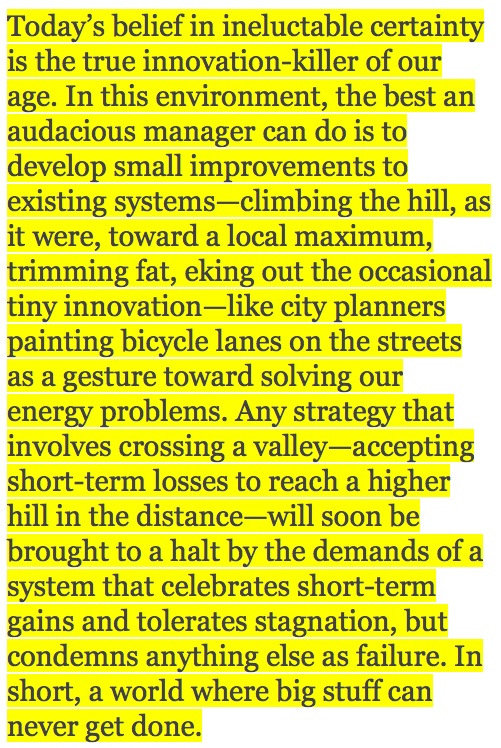 Today’s belief in ineluctable certainty
is the true innovation-killer of our
age. In this environment, the best an
audacious manager can do is to
develop small improvements to
existing systems—climbing the hill, as
it were, toward a local maximum,
trimming fat, eking out the occasional
tiny innovation—like city planners
painting bicycle lanes on the streets
as a gesture toward solving our
energy problems. Any strategy that
involves crossing a valley—accepting
short-term losses to reach a higher
hill in the distance—will soon be
brought to a halt by the demands of a
system that celebrates short-term
gains and tolerates stagnation, but
condemns anything else as failure. In
short, a world where big stuff can
never get done.